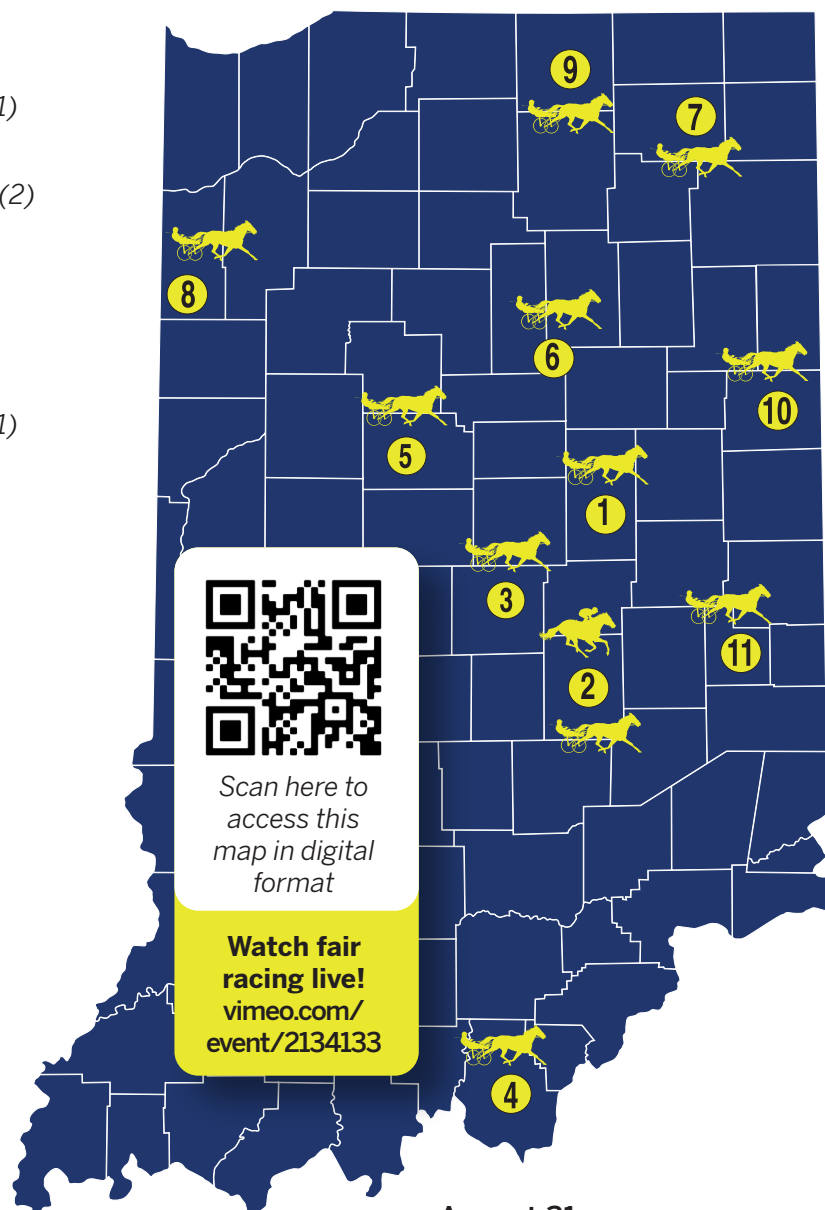 1)
(2)
1)
9
7
8
6
10
5
1
3
11
2
4
Scan here to
access this
map in digital
format
Watch fair
racing live!
vimeo.com/
event/2134133